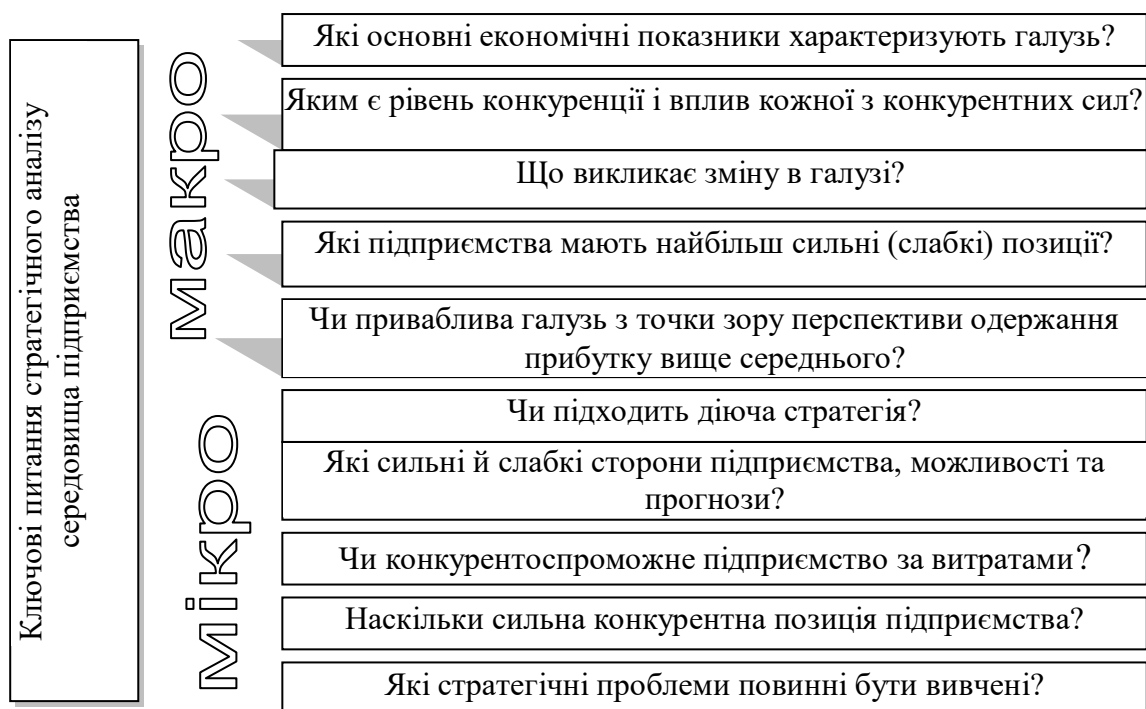 Ключові питання стратегічного аналізу
середовища підприємства
Макро
Які основні економічні показники характеризують галузь?
Яким є рівень конкуренції і вплив кожної з конкурентних сил?
Що викликає зміну в галузі?
Які підприємства мають найбільш сильні (слабкі) позиції?
Чи приваблива галузь з точки зору перспективи одержання
прибутку вище середнього?
Мікро
Чи підходить діюча стратегія?
Які сильні й слабкі сторони підприємства, можливості та
прогнози?
Чи конкурентоспроможне підприємство за витратами?
Наскільки сильна конкурентна позиція підприємства?
Які стратегічні проблеми повинні бути вивчені?